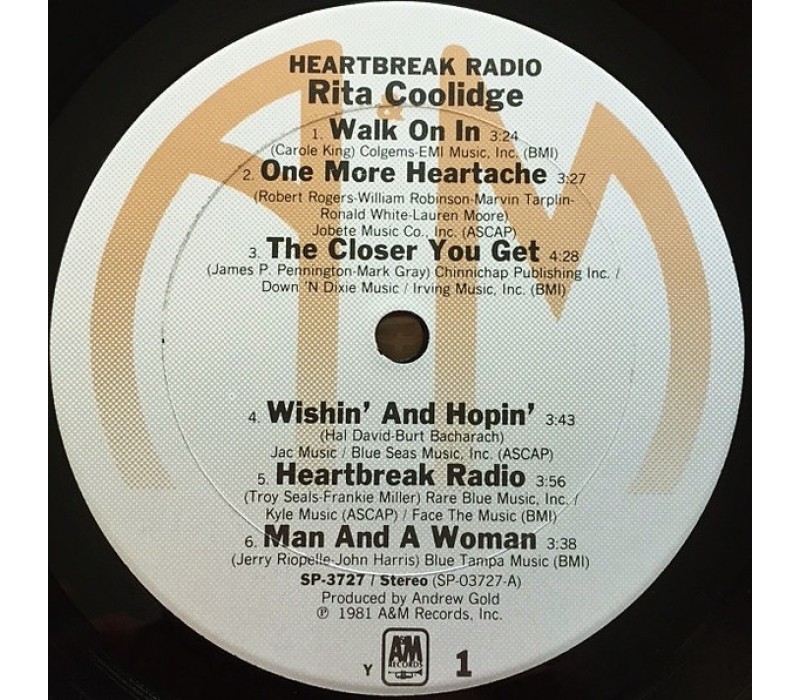 HEARTBREAK RADIO
Rita Coolidge
1. Walk On In 3:24
(Carole King) Colgems-EMI Music, Inc. (BMI)
2. One More Heartache 3:27
(Robert Rogers-William Robinson-Marvin Tarplin-
Ronald White-Lauren Moore)
Jobete Music Co., Inc. (ASCAP)
3. The Closer You Get 4:28
(James P. Pennington-Mark Gray) Chinnichap Publishing Inc. /
Down 'N Dixie Music / Irving Music, Inc. (BMI)
4. Wishin' And Hopin' 3:43
(Hal David-Burt Bacharach)
Jac Music / Blue Seas Music, Inc. (ASCAP)
5. Heartbreak Radio 3:56
(Troy Seals-Frankie Miller) Rare Blue Music, Inc. /
Kyle Music (ASCAP) / Face The Music (BMI)
6. Man And A Woman 3:38
(Jerry Riopelle-John Harris) Blue Tampa Music (BMI)
SP-3727 / Stereo (SP-03727-A)
Produced by Andrew Gold
℗ 1981 A&M Records, Inc.
Y A&M RECORDS 1